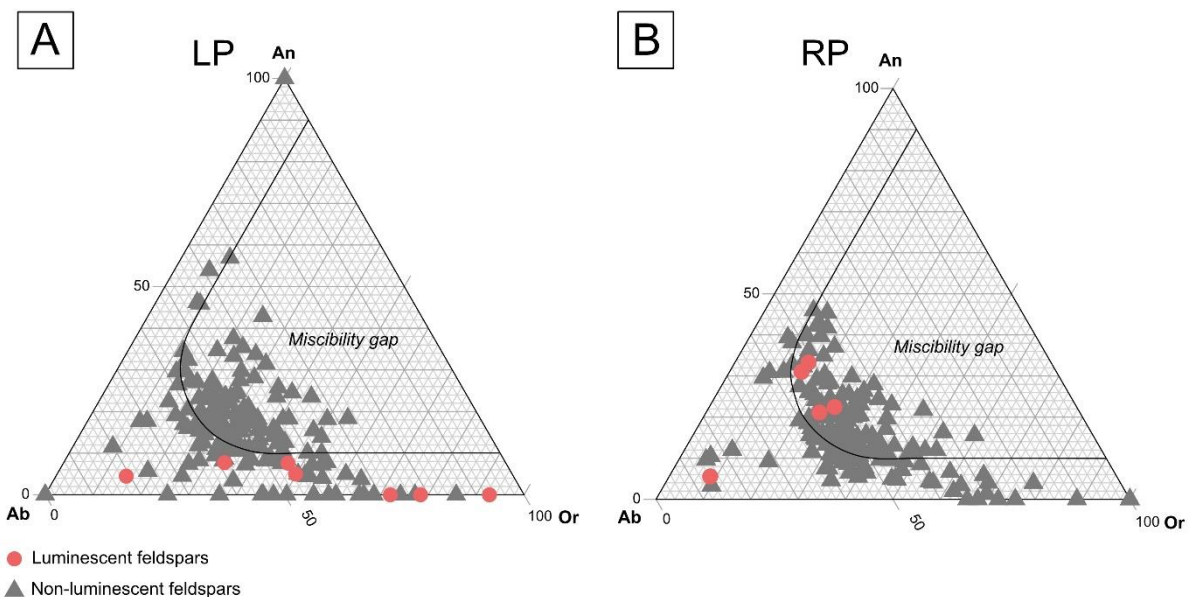 A
LP
An
100
50
Miscibility gap
0
Ab
0
50
100
Or
B
RP
An
100
50
Miscibility gap
0
Ab
0
50
100
Or
Luminescent feldspars
Non-luminescent feldspars